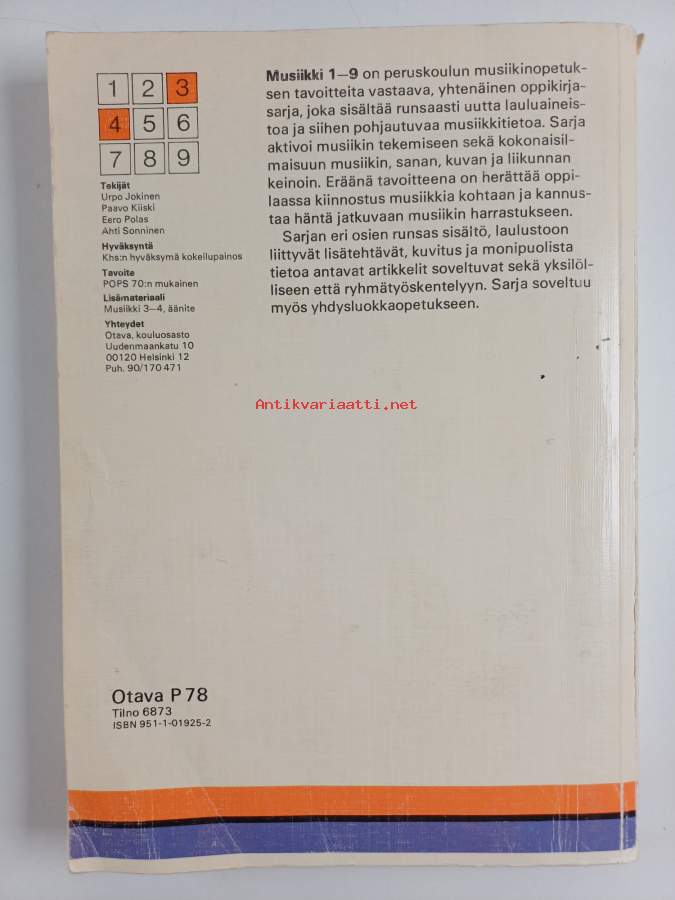 1 2 3
4 5 6
7 8 9
Tekijät
Urpo Jokinen
Paavo Kiiski
Eero Polas
Ahti Sonninen
Hyväksyntä
Khs:n hyväksymä kokeilupainos
Tavoite
POPS 70:n mukainen
Lisämateriaali
Musiikki 3—4, äänite
Yhteydet
Otava, kouluosasto
Uudenmaankatu 10
00120 Helsinki 12
Puh. 90/170 471
Musiikki 1—9 on peruskoulun musiikinopetuk-
sen tavoitteita vastaava, yhtenäinen oppikirja-
sarja, joka sisältää runsaasti uutta lauluaineis-
toa ja siihen pohjautuvaa musiikkitietoa. Sarja
aktivoi musiikin tekemiseen sekä kokonaisil-
maisuun musiikin, sanan, kuvan ja liikunnan
keinoin. Eräänä tavoitteena on herättää oppi-
laassa kiinnostus musiikkia kohtaan ja kannus-
taa häntä jatkuvaan musiikin harrastukseen.
Sarjan eri osien runsas sisältö, laulustoon
liittyvät lisätehtävät, kuvitus ja monipuolista
tietoa antavat artikkelit soveltuvat sekä yksilöl-
liseen että ryhmätyöskentelyyn. Sarja soveltuu
myös yhdysluokkaopetukseen.
Antikvariaatti.net
Otava P 78
Tilno 6873
ISBN 951-1-01925-2